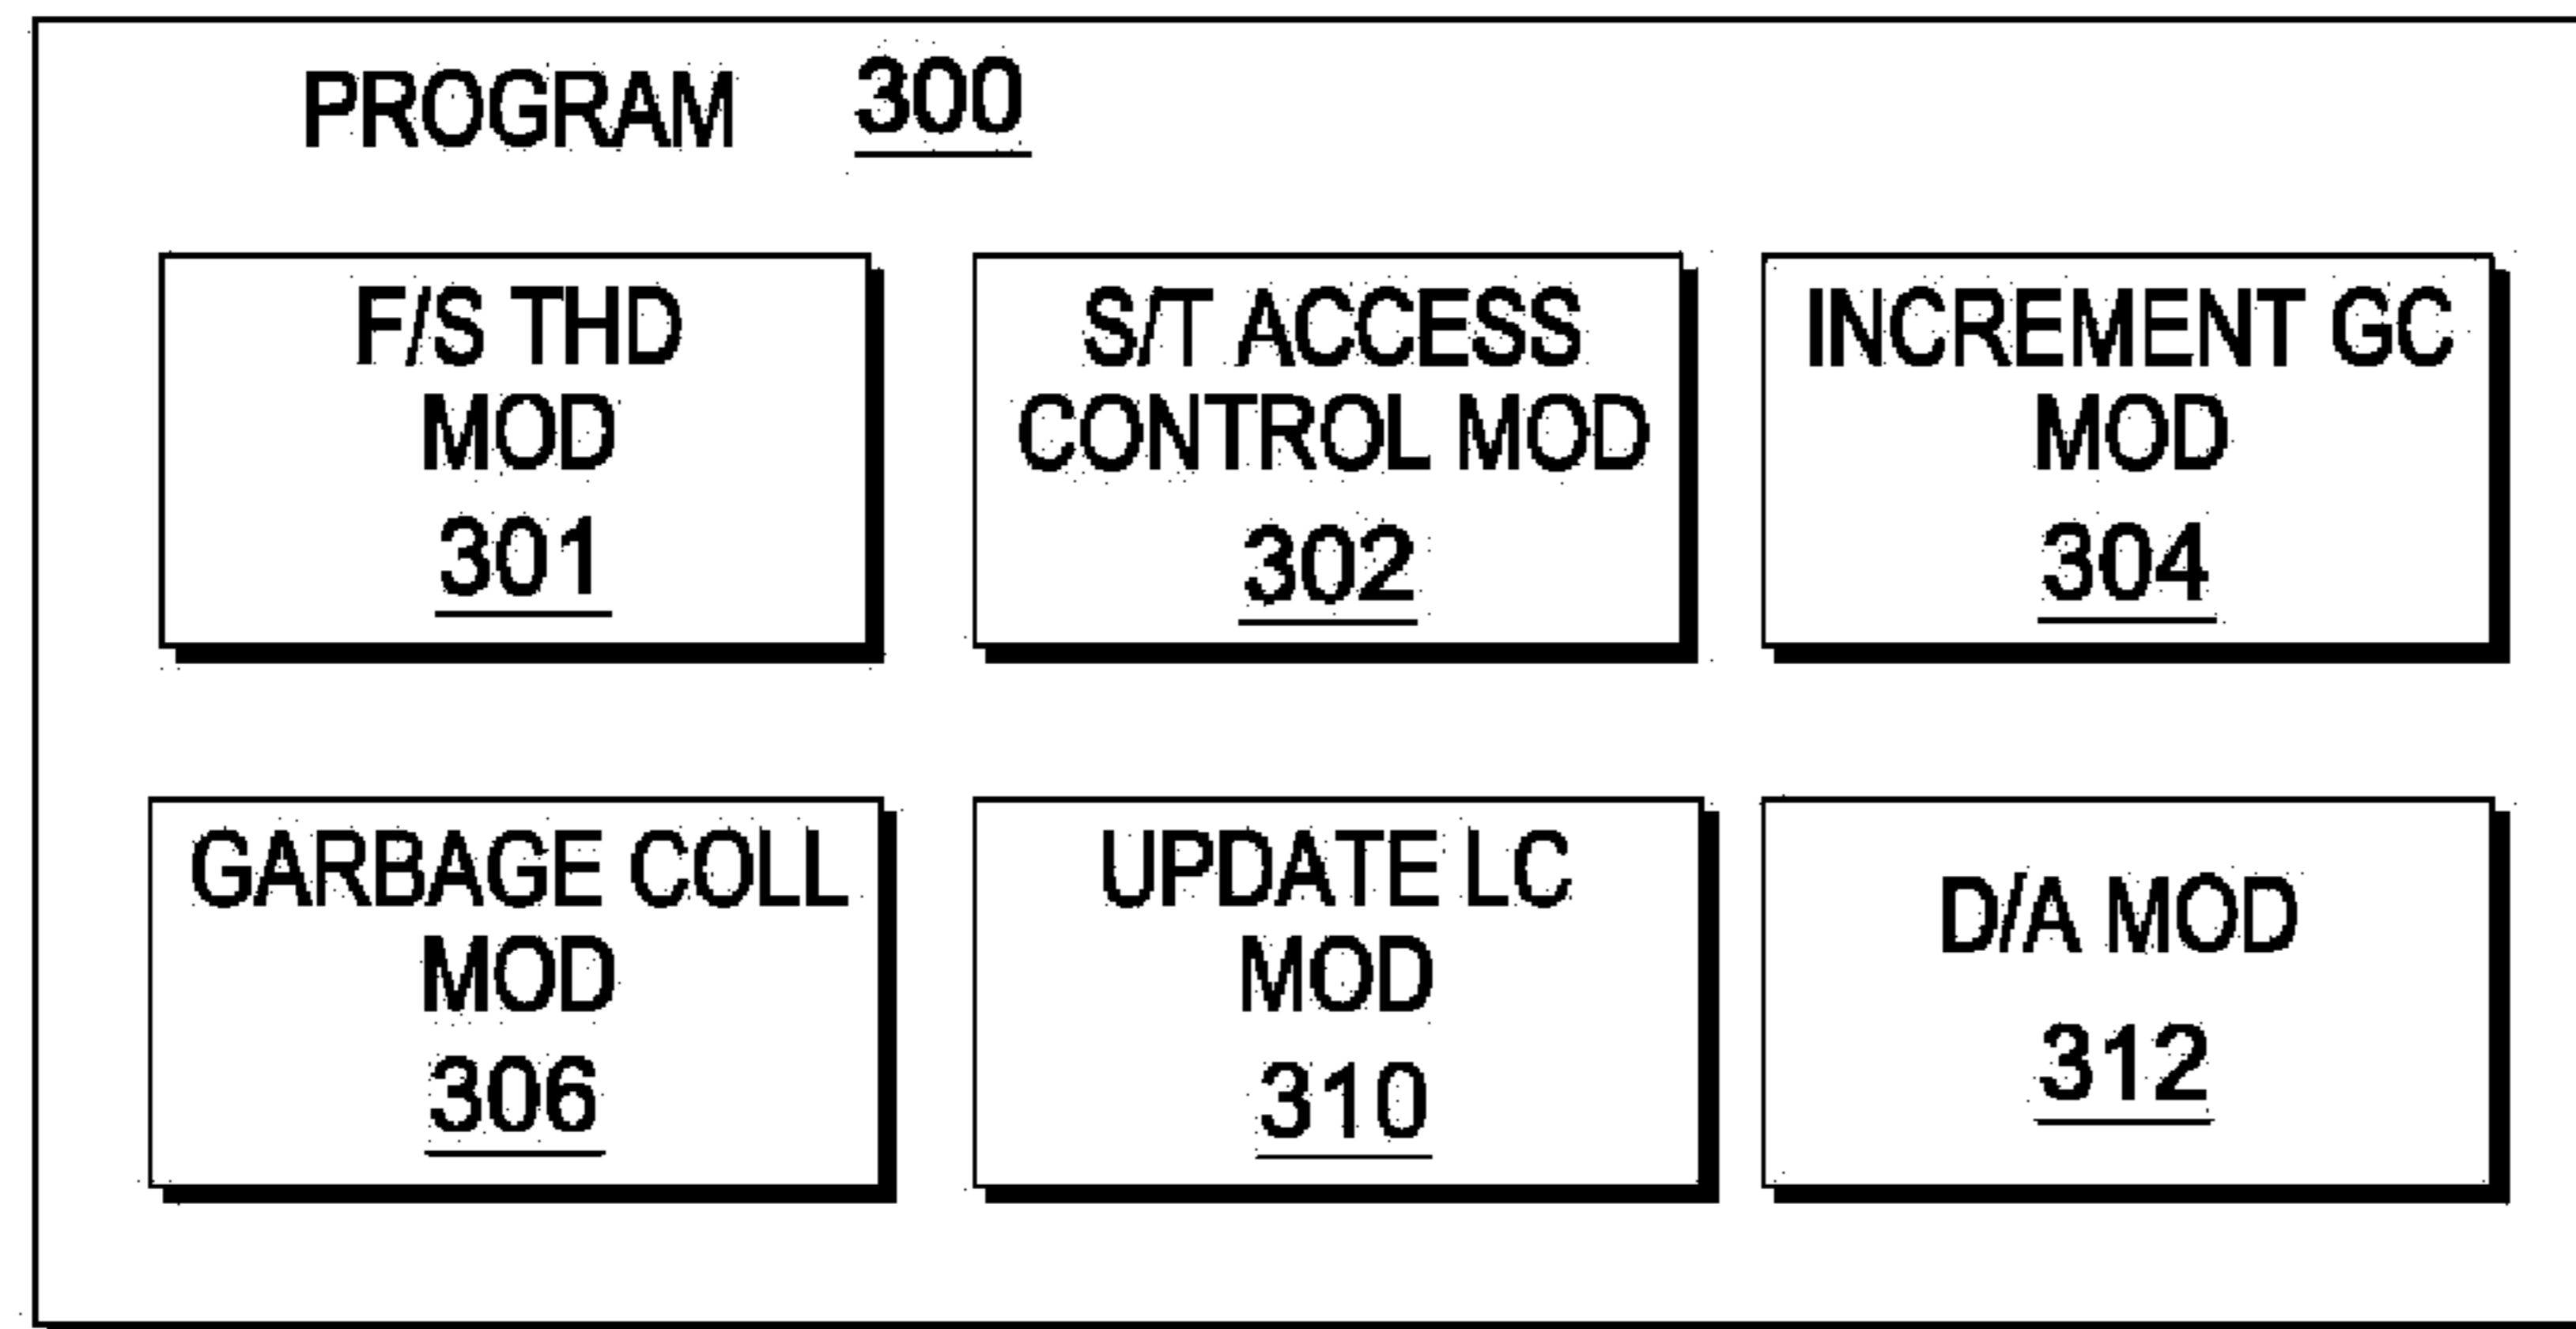 PROGRAM 300
F/S THD
MOD
301
S/T ACCESS
CONTROL MOD
302
INCREMENT GC
MOD
304
GARBAGE COLL
MOD
306
UPDATE LC
MOD
310
D/A MOD
312